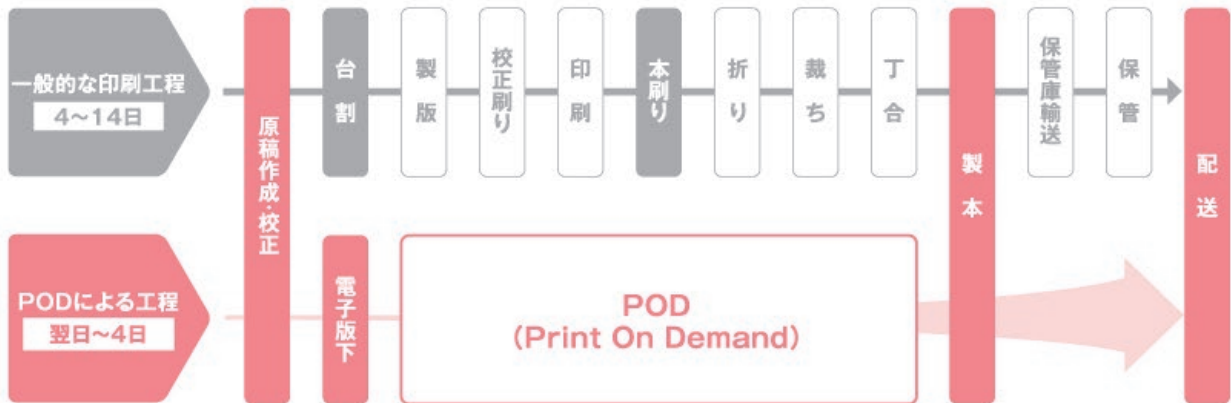 一般的な印刷工程
4〜14日
原稿作成・校正
台割
製版
校正刷り
印刷
本刷り
折り
裁ち
丁合
製本
保管庫輸送
保管
配送
PODによる工程
翌日〜4日
電子版下
POD
(Print On Demand)